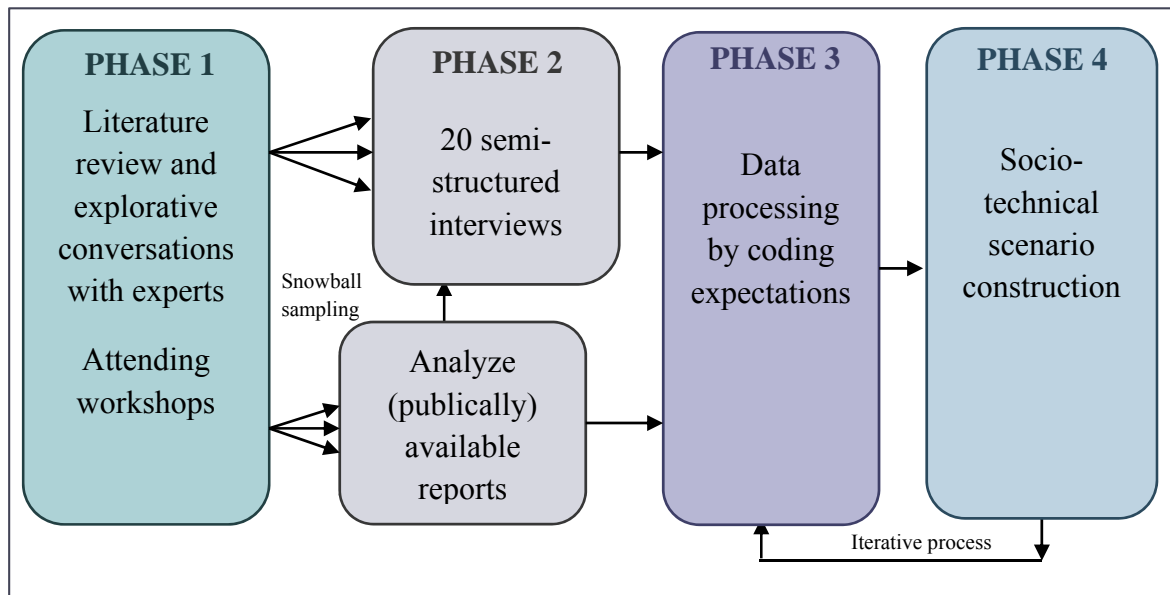 PHASE 1
Literature
review and
explorative
conversations
with experts
Attending
workshops
Snowball
sampling
PHASE 2
20 semi-
structured
interviews
Analyze
(publically)
available
reports
PHASE 3
Data
processing
by coding
expectations
PHASE 4
Socio-
technical
scenario
construction
Iterative process